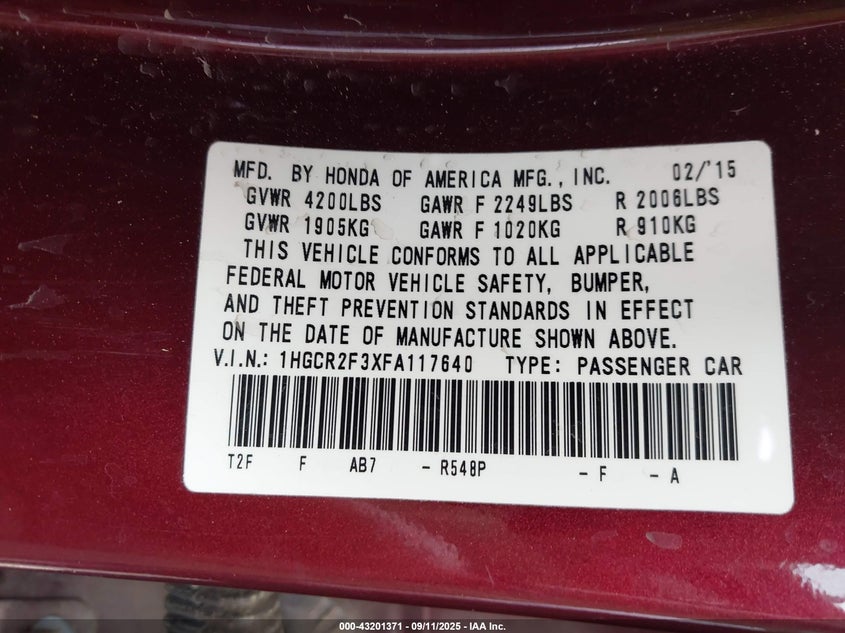 MFD. BY HONDA OF AMERICA MFG., INC. 02/'15
GVWR 4200LBS GAWR F 2249LBS R 2006LBS
GVWR 1905KG GAWR F 1020KG R 910KG
THIS VEHICLE CONFORMS TO ALL APPLICABLE
FEDERAL MOTOR VEHICLE SAFETY, BUMPER,
AND THEFT PREVENTION STANDARDS IN EFFECT
ON THE DATE OF MANUFACTURE SHOWN ABOVE.
V.I.N.: 1HGCR2F3XFA117640 TYPE: PASSENGER CAR
T2F F AB7 - R548P - F - A
000-43201371 - 09/11/2025 - IAA Inc.